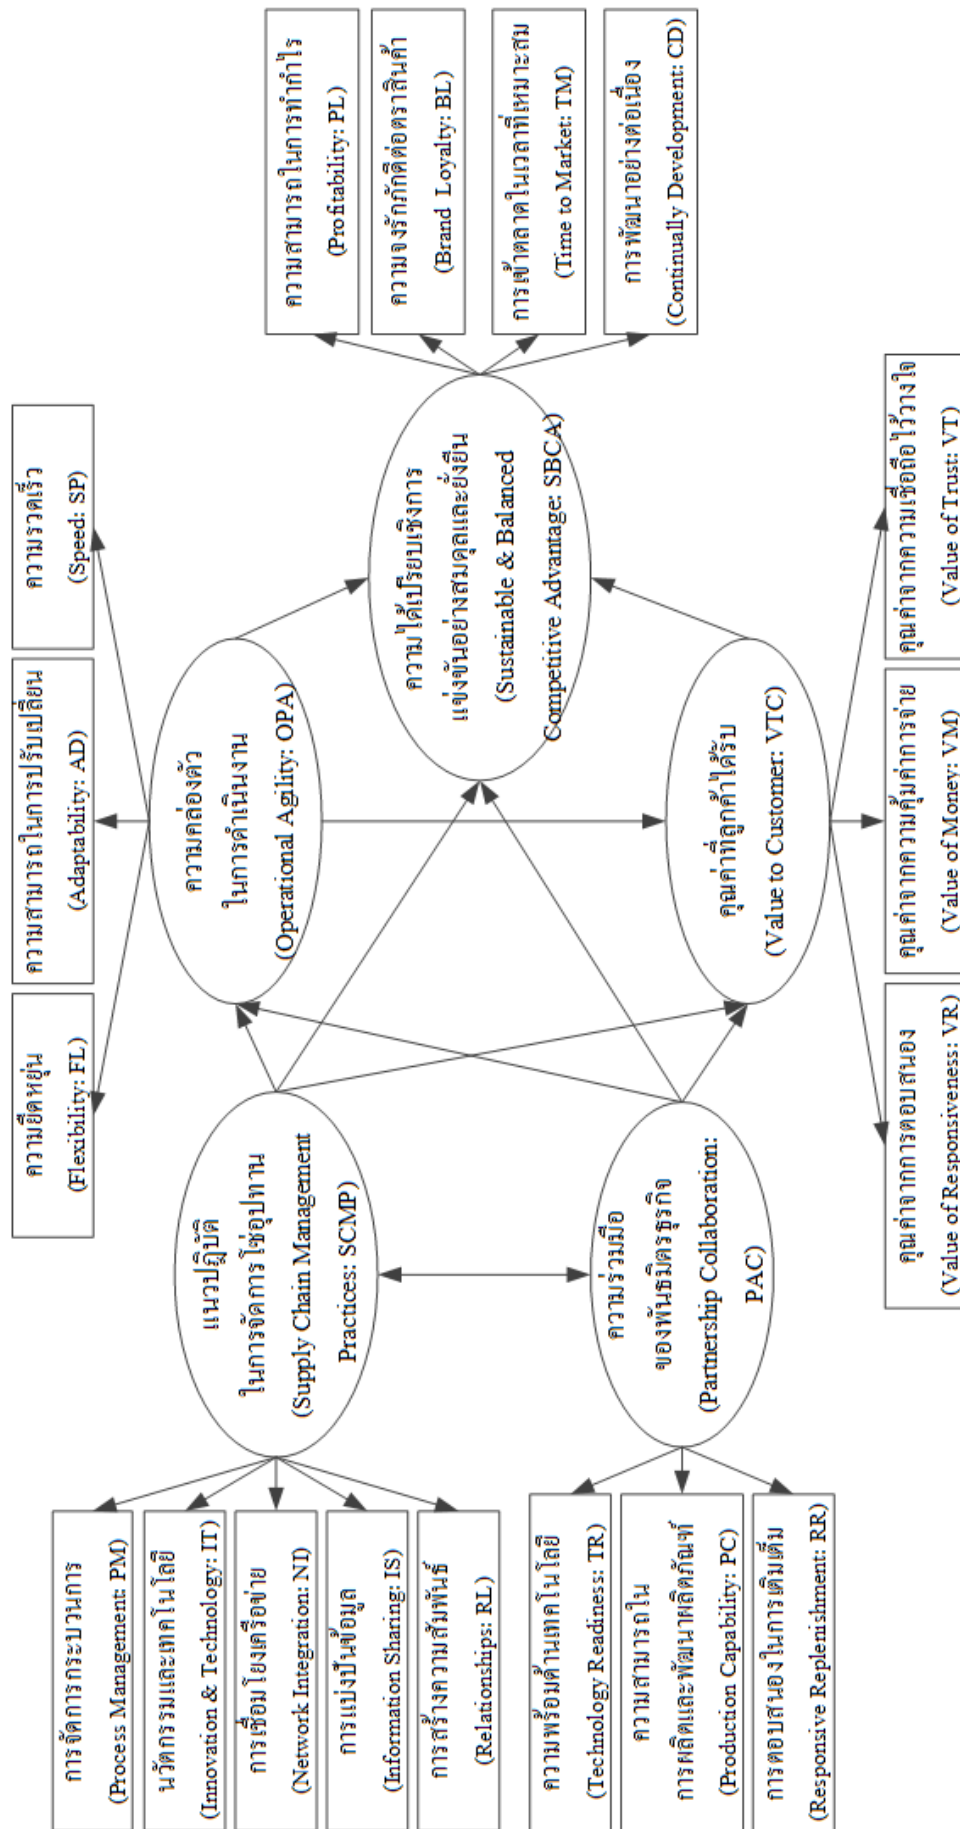 ความยืดหยุ่น
(Flexibility: FL)
ความสามารถในการปรับเปลี่ยน
(Adaptability: AD)
ความรวดเร็ว
(Speed: SP)
การจัดการกระบวนการ
(Process Management: PM)
นวัตกรรมและเทคโนโลยี
(Innovation & Technology: IT)
การเชื่อมโยงเครือข่าย
(Network Integration: NI)
การแบ่งปันข้อมูล
(Information Sharing: IS)
การสร้างความสัมพันธ์
(Relationships: RL)
แนวปฏิบัติ
ในการจัดการโซ่อุปทาน
(Supply Chain Management
Practices: SCMP)
ความคล่องตัว
ในการดำเนินงาน
(Operational Agility: OPA)
ความได้เปรียบเชิงการ
แข่งขันอย่างสมดุลและยั่งยืน
(Sustainable & Balanced
Competitive Advantage: SBCA)
ความสามารถในการทำกำไร
(Profitability: PL)
ความจงรักภักดีต่อตราสินค้า
(Brand Loyalty: BL)
การเข้าตลาดในเวลาที่เหมาะสม
(Time to Market: TM)
การพัฒนาอย่างต่อเนื่อง
(Continually Development: CD)
ความพร้อมด้านเทคโนโลยี
(Technology Readiness: TR)
ความสามารถใน
การผลิตและพัฒนาผลิตภัณฑ์
(Production Capability: PC)
การตอบสนองในการเติมเต็ม
(Responsive Replenishment: RR)
ความร่วมมือ
ของพันธมิตรธุรกิจ
(Partnership Collaboration:
PAC)
คุณค่าที่ลูกค้าได้รับ
(Value to Customer: VTC)
คุณค่าจากการตอบสนอง
(Value of Responsiveness: VR)
คุณค่าจากความคุ้มค่าการจ่าย
(Value of Money: VM)
คุณค่าจากความเชื่อถือไว้วางใจ
(Value of Trust: VT)